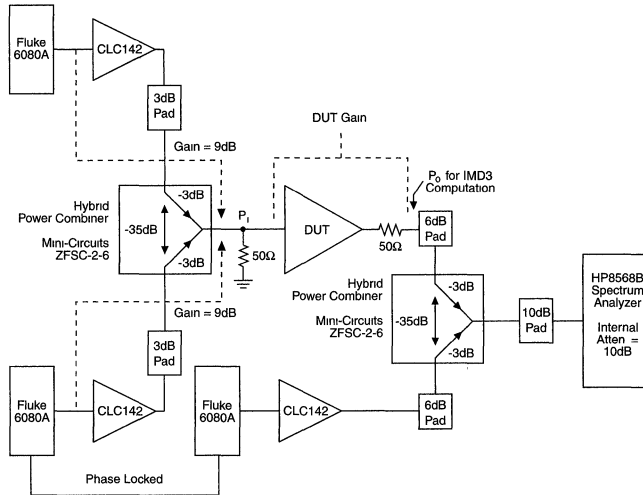 Fluke
6080A
CLC142
3dB
Pad
DUT Gain
Gain = 9dB
Po for IMD3
Computation
Hybrid
Power Combiner
Mini-Circuits
ZFSC-2-6
-3dB
-35dB
-3dB
PI
50Ω
DUT
50Ω
6dB
Pad
Gain = 9dB
Hybrid
Power Combiner
Mini-Circuits
ZFSC-2-6
-3dB
-35dB
-3dB
10dB
Pad
HP8568B
Spectrum
Analyzer
Internal
Atten =
10dB
3dB
Pad
Fluke
6080A
CLC142
Fluke
6080A
CLC142
6dB
Pad
Phase Locked